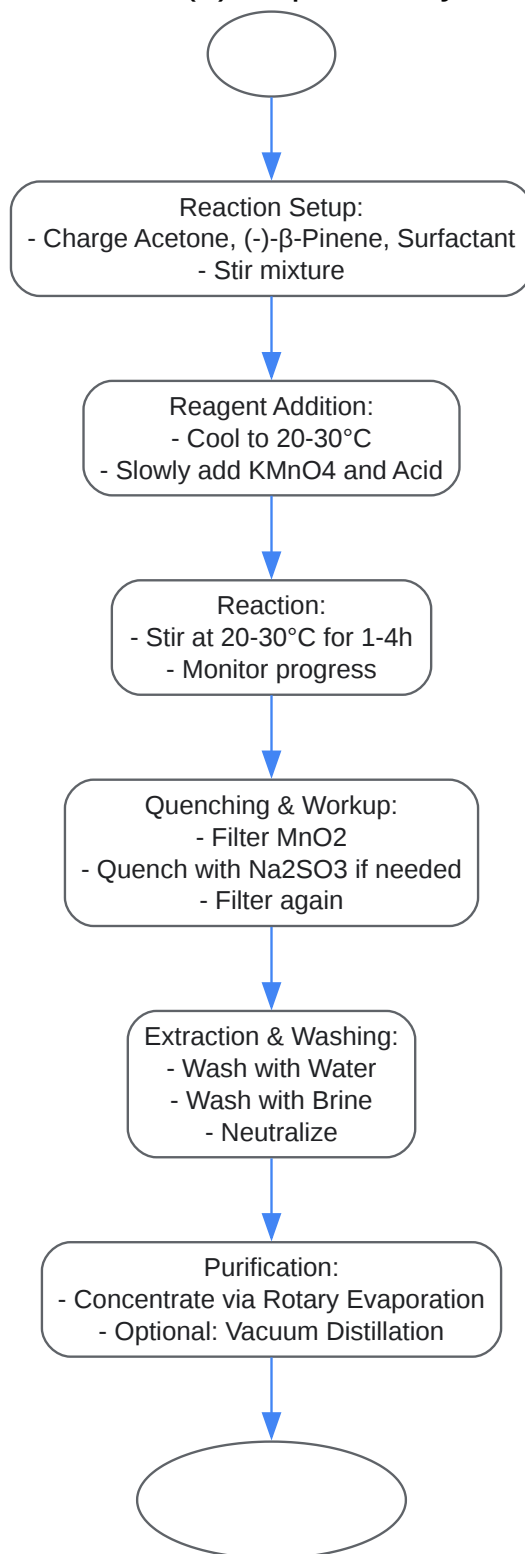 Reaction Setup:
- Charge Acetone, (-)-β-Pinene, Surfactant
- Stir mixture
Reagent Addition:
- Cool to 20-30°C
- Slowly add KMnO4 and Acid
Reaction:
- Stir at 20-30°C for 1-4h
- Monitor progress
Quenching & Workup:
- Filter MnO2
- Quench with Na2SO3 if needed
- Filter again
Extraction & Washing:
- Wash with Water
- Wash with Brine
- Neutralize
Purification:
- Concentrate via Rotary Evaporation
- Optional: Vacuum Distillation